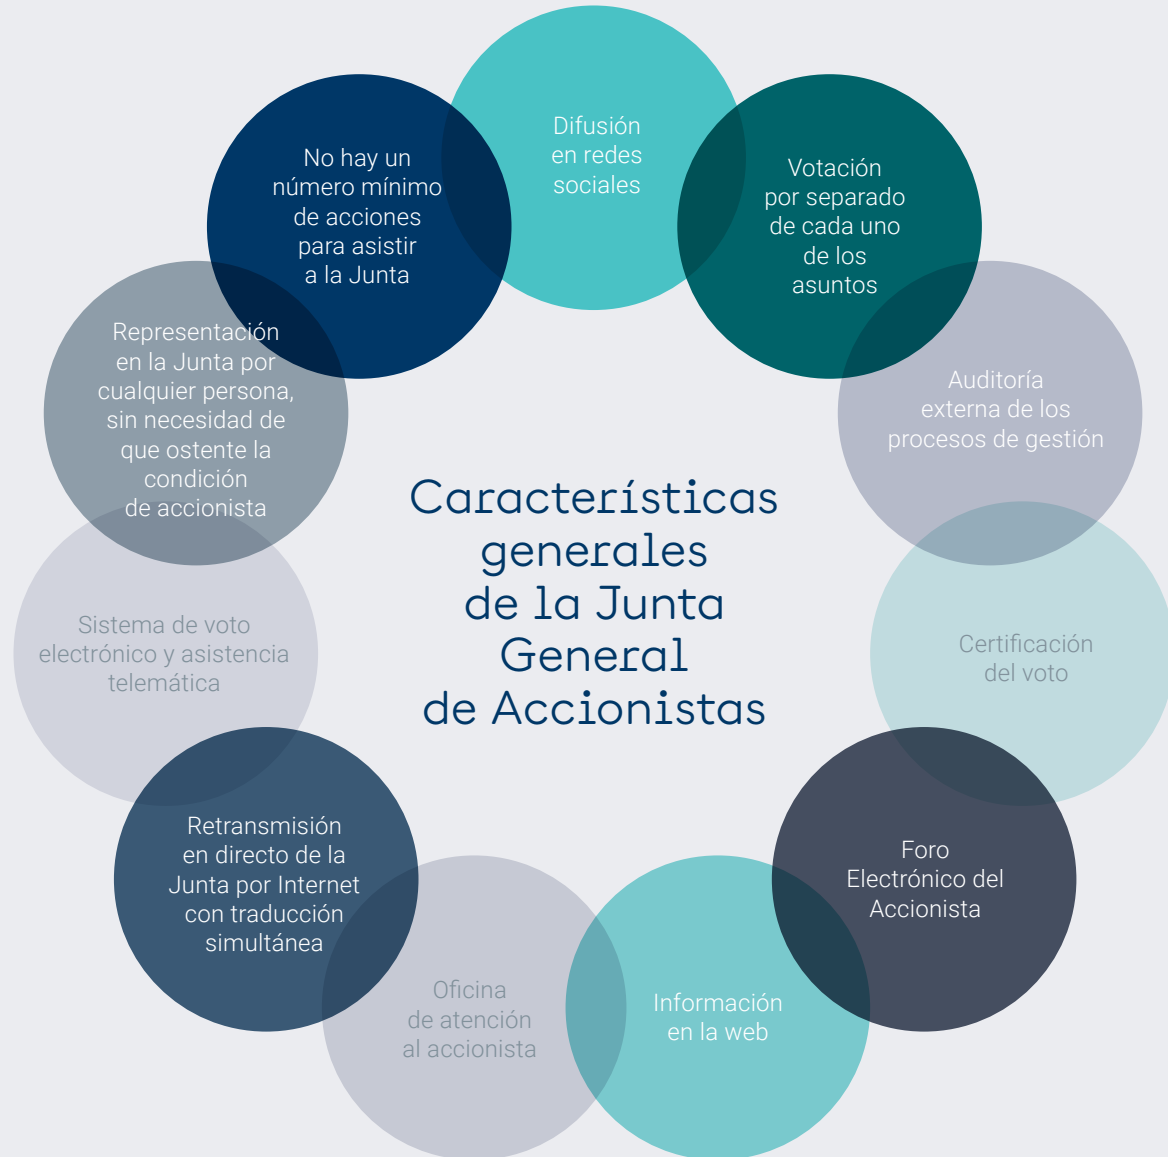 Difusión
en redes
sociales
Votación
por separado
de cada uno
de los
asuntos
Auditoría
externa de los
procesos de gestión
Certificación
del voto
Foro
Electrónico del
Accionista
Información
en la web
Oficina
de atención
al accionista
Retransmisión
en directo de la
Junta por Internet
con traducción
simultánea
Sistema de voto
electrónico y asistencia
telemática
Representación
en la Junta por
cualquier persona,
sin necesidad de
que ostente la
condición
de accionista
No hay un
número mínimo
de acciones
para asistir
a la Junta
Características
generales
de la Junta
General
de Accionistas